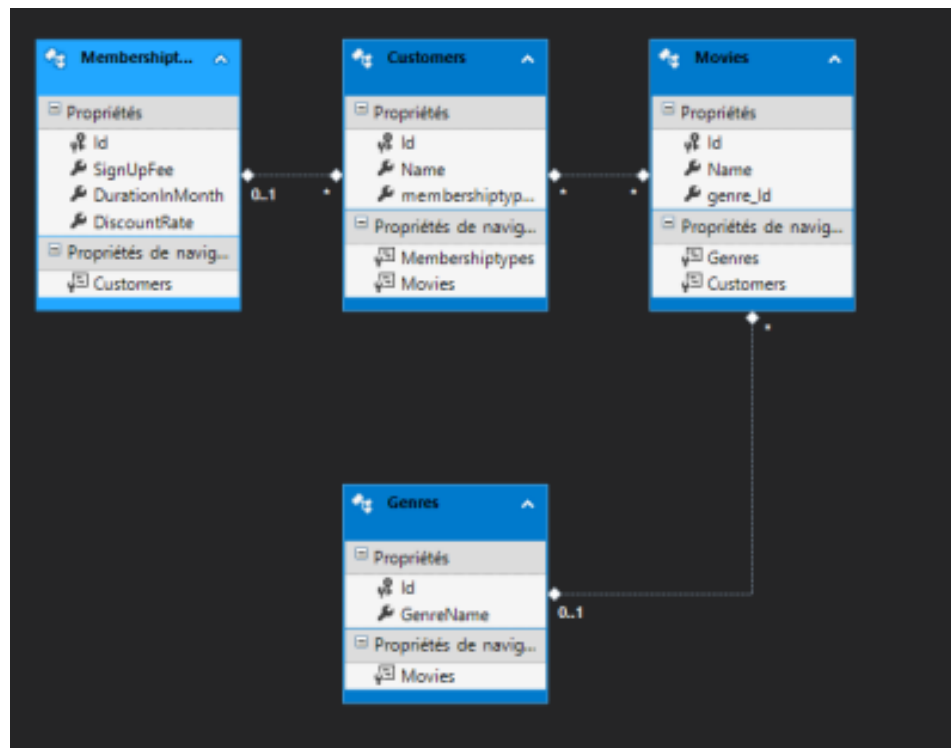 Membershipt...
Propriétés
Id
SignUpFee
DurationInMonth
DiscountRate
Propriétés de navig...
Customers
0..1
*
Customers
Propriétés
Id
Name
membershiptyp...
Propriétés de navig...
Membershiptypes
Movies
*
*
Movies
Propriétés
Id
Name
genre_Id
Propriétés de navig...
Genres
Customers
*
Genres
Propriétés
Id
GenreName
Propriétés de navig...
Movies
0..1